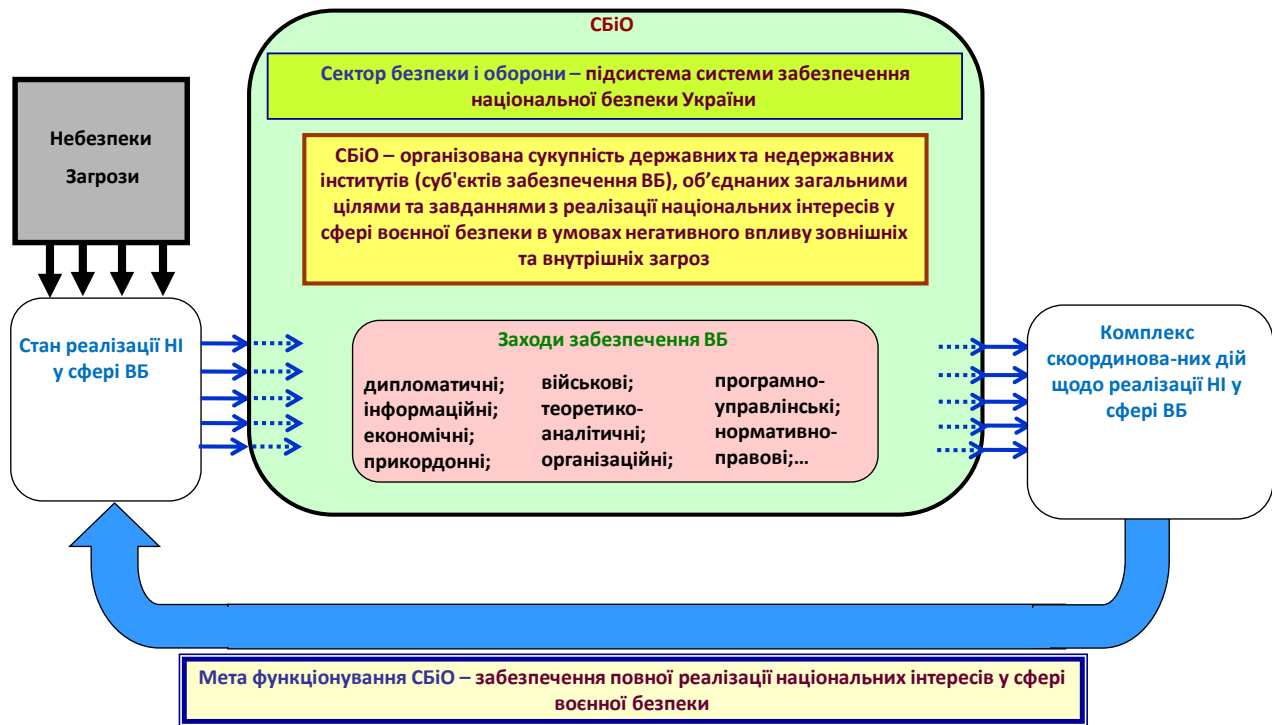 СБіО
Сектор безпеки і оборони – підсистема системи забезпечення
національної безпеки України
Небезпеки
Загрози
СБіО – організована сукупність державних та недержавних
інститутів (суб'єктів забезпечення ВБ), об’єднаних загальними
цілями та завданнями з реалізації національних інтересів у
сфері воєнної безпеки в умовах негативного впливу зовнішніх
та внутрішніх загроз
Стан реалізації НІ
у сфері ВБ
Заходи забезпечення ВБ
дипломатичні;
інформаційні;
економічні;
прикордонні;
військові;
теоретико-
аналітичні;
організаційні;
програмно-
управлінські;
нормативно-
правові;...
Комплекс
скоординова-них дій
щодо реалізації НІ у
сфері ВБ
Мета функціонування СБіО – забезпечення повної реалізації національних інтересів у сфері
воєнної безпеки